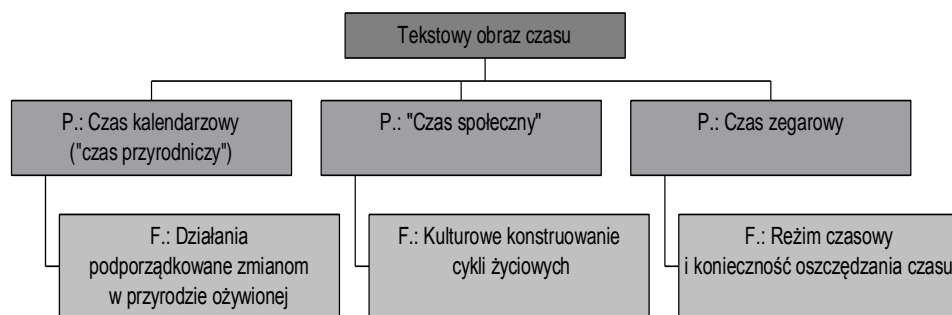 Tekstowy obraz czasu
P.: Czas kalendarzowy
("czas przyrodniczy")
P.: "Czas społeczny"
P.: Czas zegarowy
F.: Działania
podporządkowane zmianom
w przyrodzie ożywionej
F.: Kulturowe konstruowanie
cykli życiowych
F.: Reżim czasowy
i konieczność oszczędzania czasu